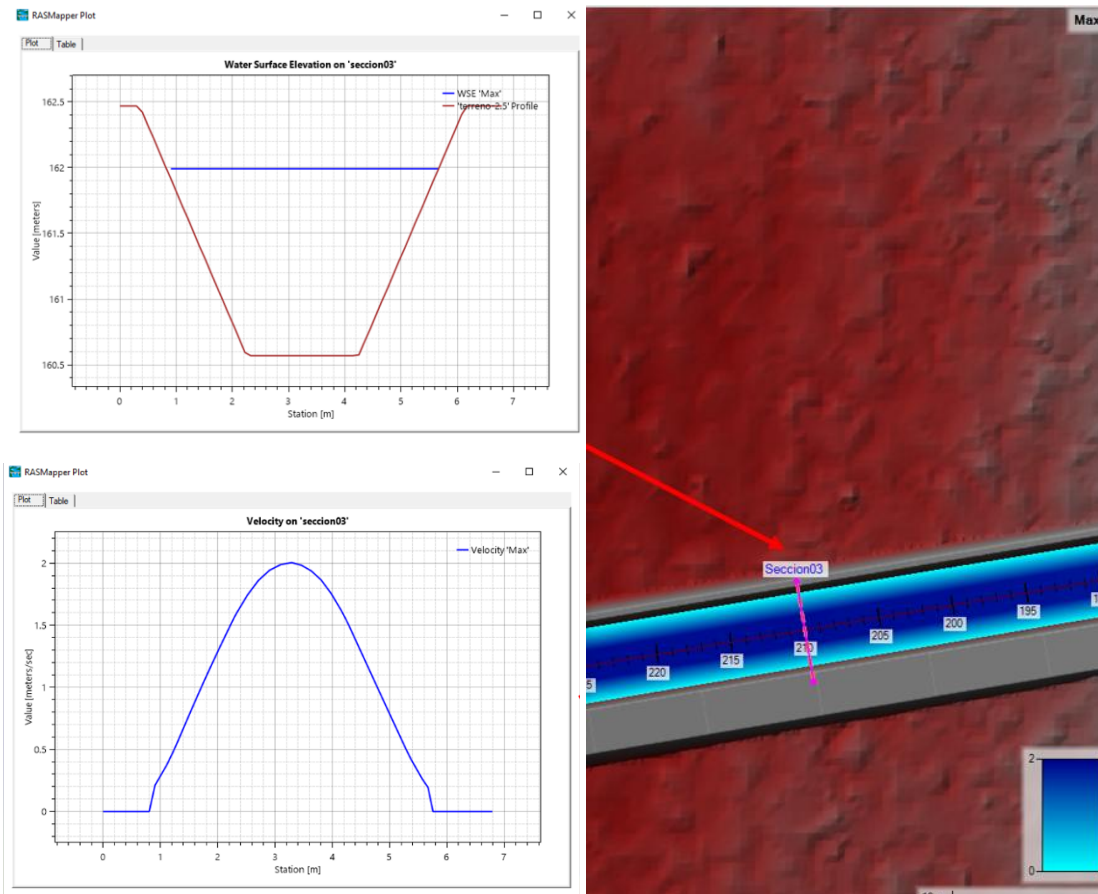 RASMapper Plot
Plot
Table
Water Surface Elevation on 'seccion03'
WSE 'Max'
'terreno-2.5' Profile
162.5
162
161.5
161
160.5
Value [meters]
0 1 2 3 4 5 6 7
Station [m]
RASMapper Plot
Plot
Table
Velocity on 'seccion03'
Velocity 'Max'
2
1.5
1
0.5
0
Value [meters/sec]
0 1 2 3 4 5 6 7
Station [m]
Max
Seccion03
5 220 215 210 205 200 195 1
2
0